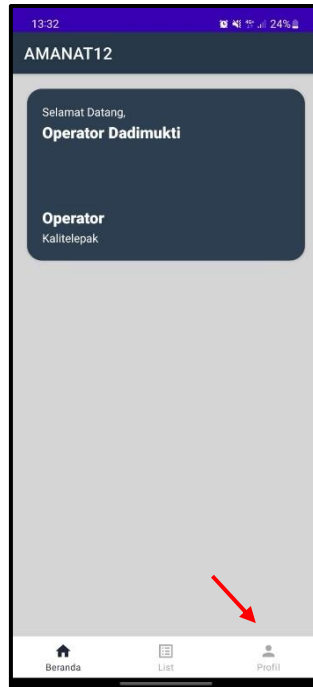 13:32
24%
AMANAT12
Selamat Datang,
Operator Dadimukti
Operator
Kalitelepak
Beranda
List
Profil